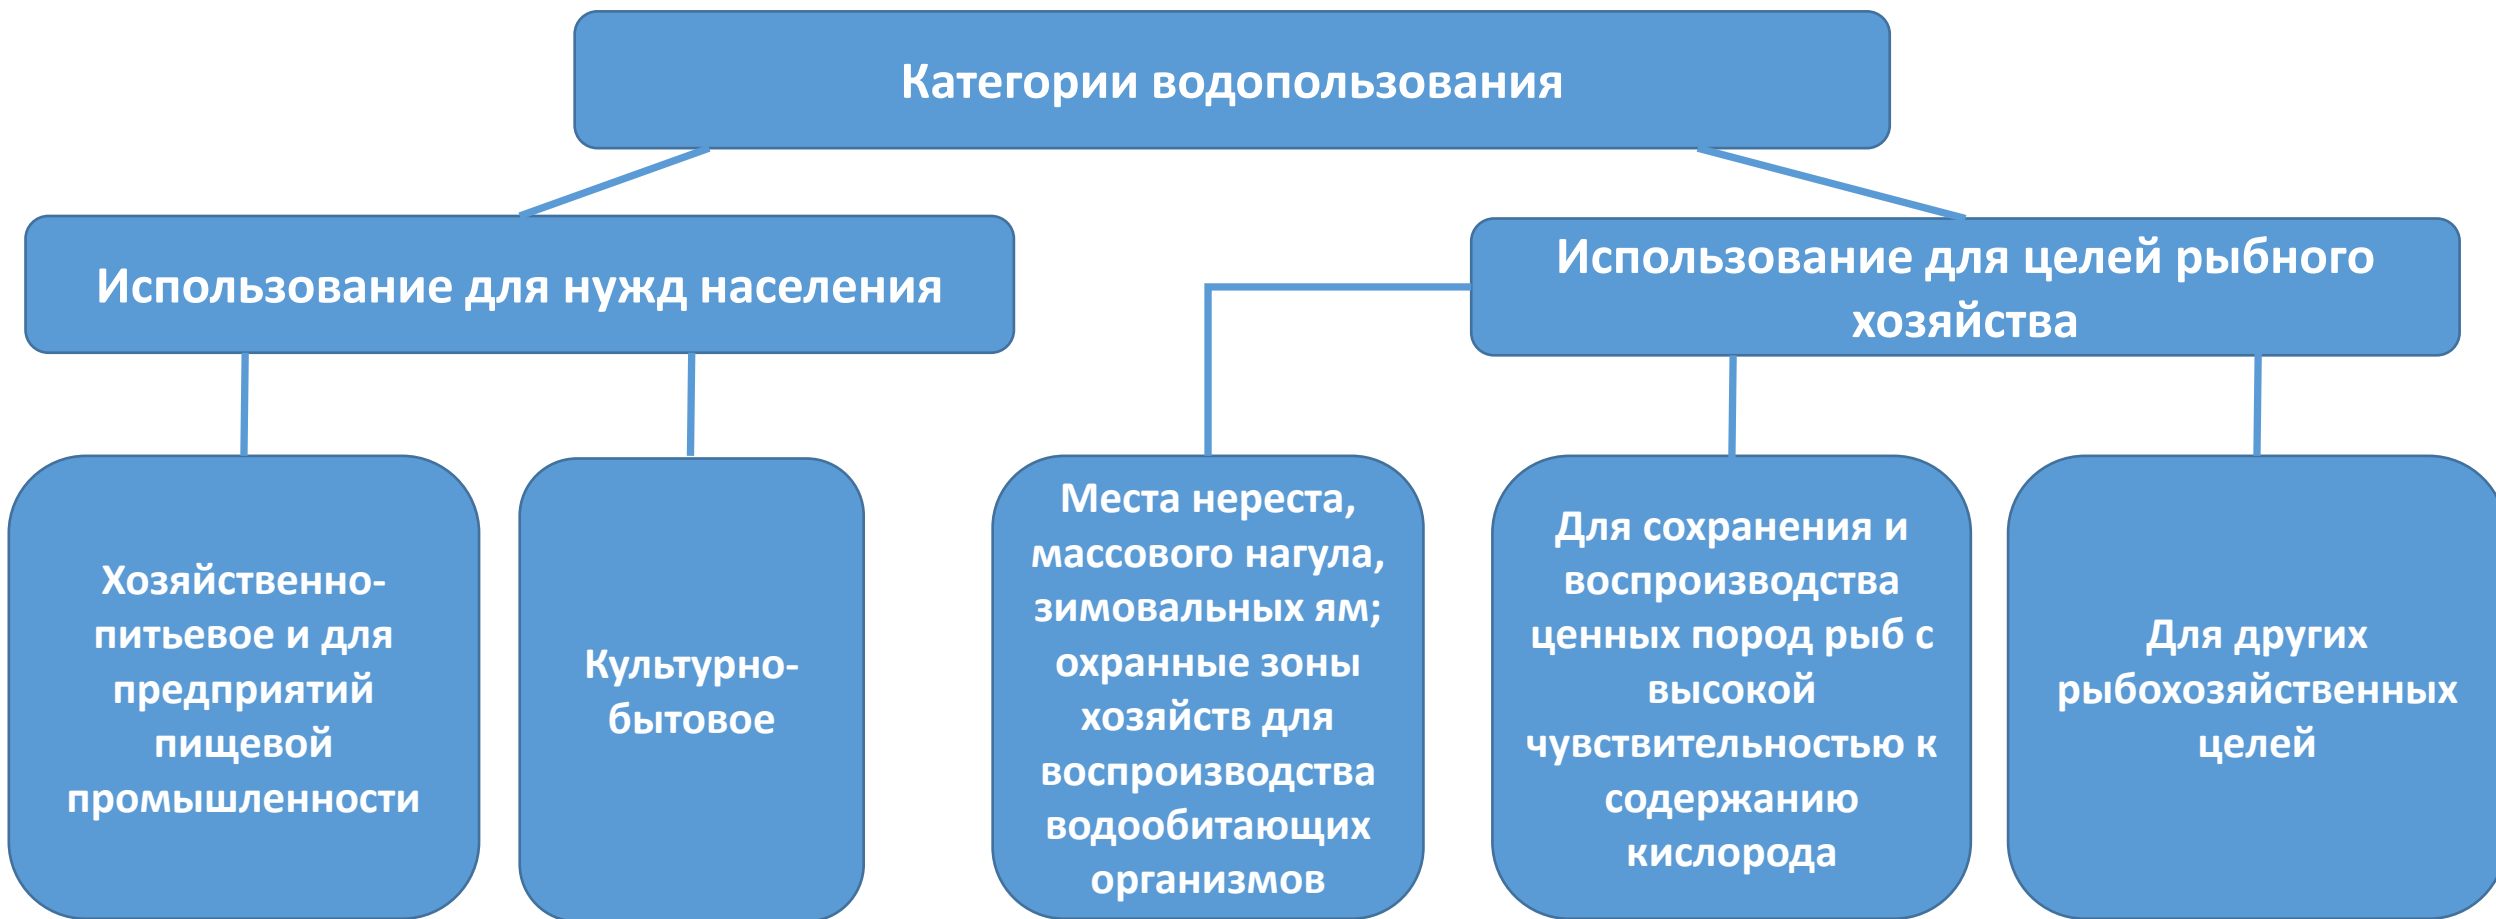 Категории водопользования
Использование для нужд населения
Использование для целей рыбного
хозяйства
Хозяйственно-
питьевое и для
предприятий
пищевой
промышленности
Культурно-
бытовое
Места нереста,
массового нагула,
зимовальных ям;
охранные зоны
хозяйств для
воспроизводства
водообитающих
организмов
Для сохранения и
воспроизводства
ценных пород рыб с
высокой
чувствительностью к
содержанию
кислорода
Для других
рыбохозяйственных
целей